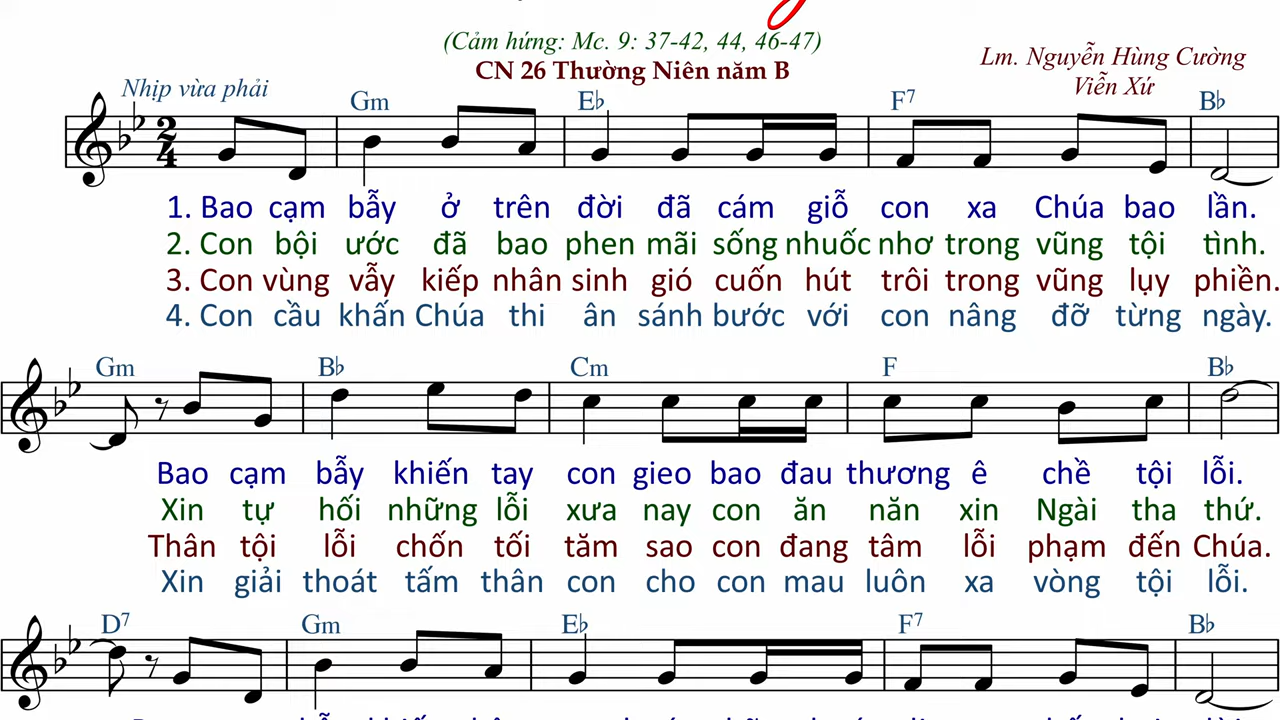 (Cảm hứng: Mc. 9: 37-42, 44, 46-47)
CN 26 Thường Niên năm B
Lm. Nguyễn Hùng Cường
Viễn Xứ
Nhịp vừa phải
Gm E♭ F7 B♭
2
4
1. Bao cạm bẫy ở trên đời đã cám giỗ con xa Chúa bao lần.
2. Con bội ước đã bao phen mãi sống nhuốc nhơ trong vũng tội tình.
3. Con vùng vẫy kiếp nhân sinh gió cuốn hút trôi trong vũng lụy phiền.
4. Con cầu khấn Chúa thi ân sánh bước với con nâng đỡ từng ngày.
Gm B♭ Cm F B♭
Bao cạm bẫy khiến tay con gieo bao đau thương ê chề tội lỗi.
Xin tự hối những lỗi xưa nay con ăn năn xin Ngài tha thứ.
Thân tội lỗi chốn tối tăm sao con đang tâm lỗi phạm đến Chúa.
Xin giải thoát tấm thân con cho con mau luôn xa vòng tội lỗi.
D7 Gm E♭ F7 B♭